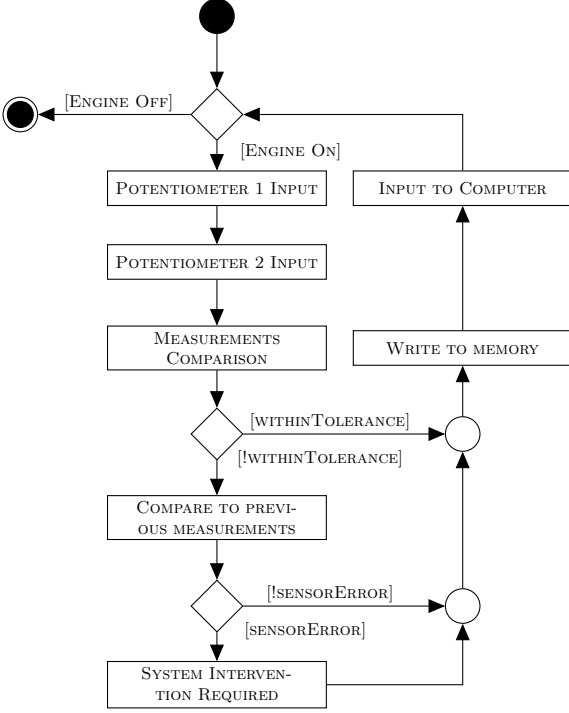 [Engine Off]
[Engine On]
Potentiometer 1 Input
Input to Computer
Potentiometer 2 Input
Measurements
Comparison
Write to memory
[withinTolerance]
[!withinTolerance]
Compare to previ-
ous measurements
[!sensorError]
[sensorError]
System Interven-
tion Required